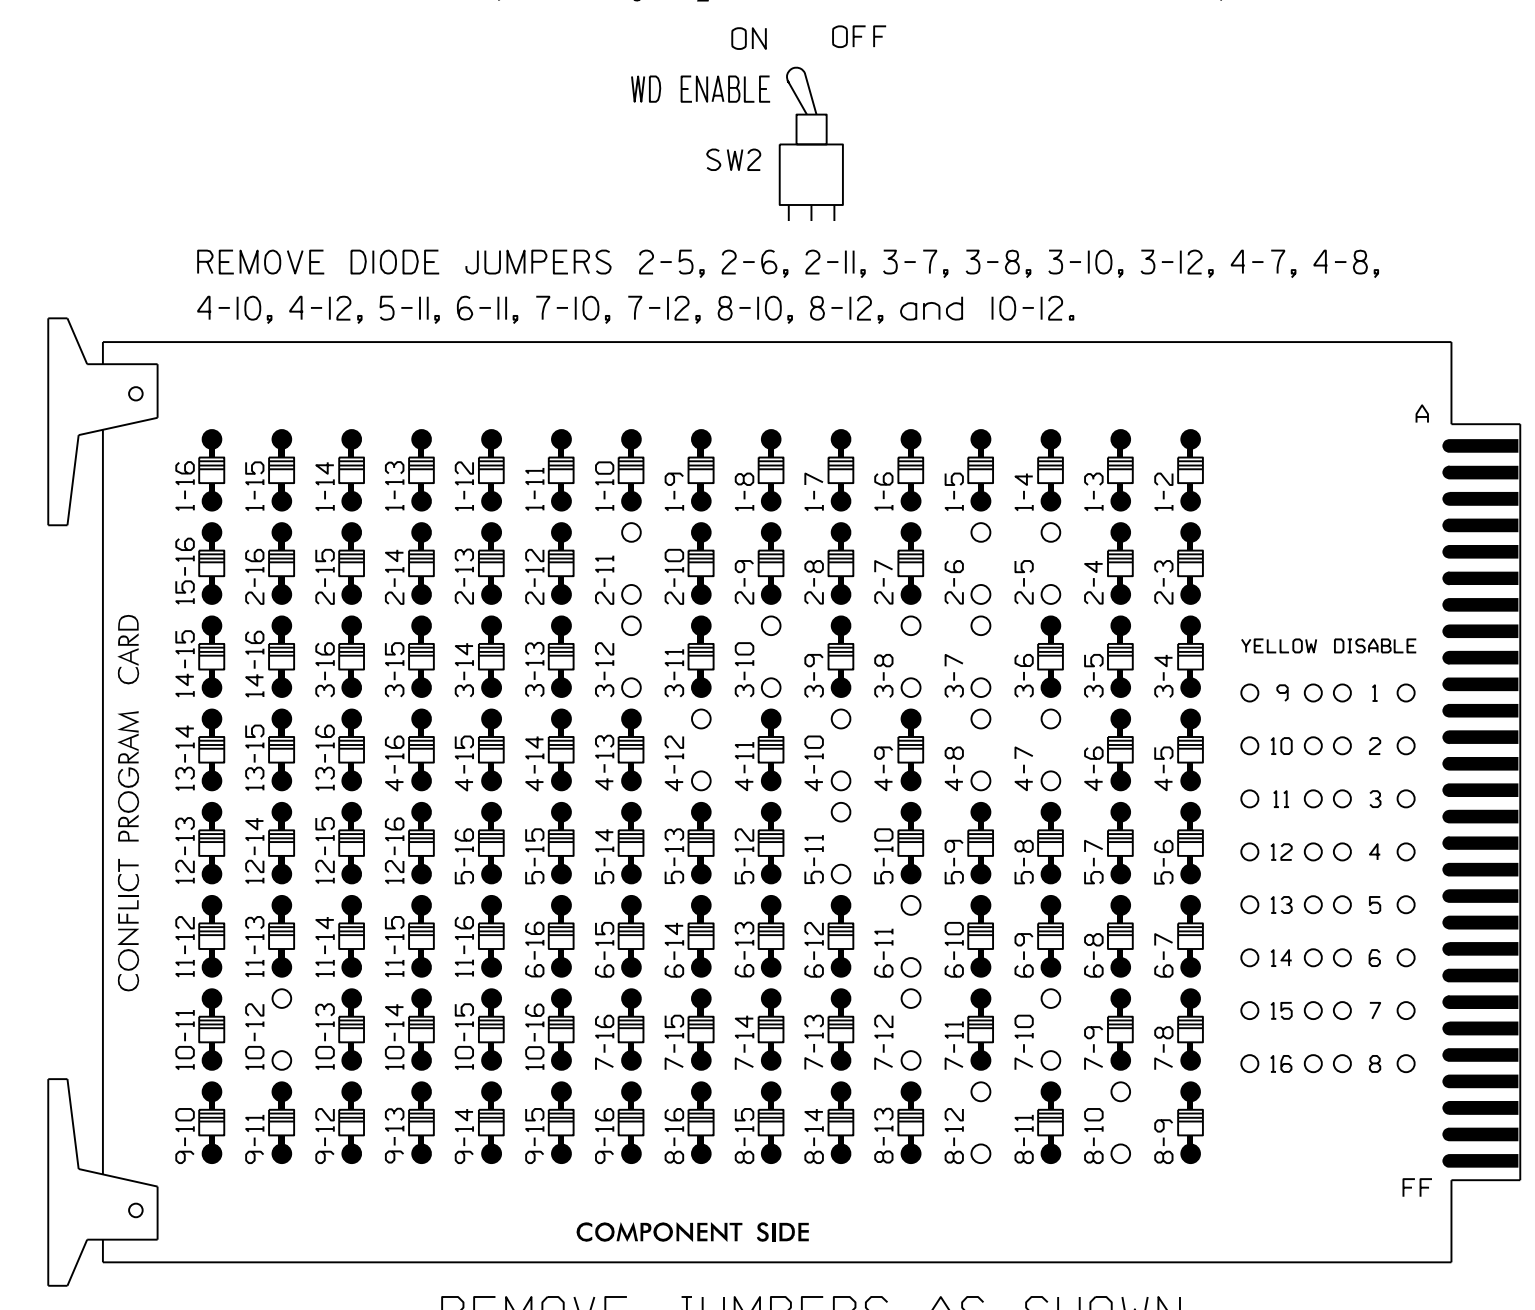 ON OFF
WD ENABLE
SW2
REMOVE DIODE JUMPERS 2-5, 2-6, 2-11, 3-7, 3-8, 3-10, 3-12, 4-7, 4-8,
4-10, 4-12, 5-11, 6-11, 7-10, 7-12, 8-10, 8-12, and 10-12.
A
1-16 1-15 1-14 1-13 1-12 1-11 1-10 1-9 1-8 1-7 1-6 1-5 1-4 1-3 1-2
15-16 2-16 2-15 2-14 2-13 2-12 2-11 2-10 2-9 2-8 2-7 2-6 2-5 2-4 2-3
14-15 14-16 3-16 3-15 3-14 3-13 3-12 3-11 3-10 3-9 3-8 3-7 3-6 3-5 3-4
13-14 13-15 13-16 4-16 4-15 4-14 4-13 4-12 4-11 4-10 4-9 4-8 4-7 4-6 4-5
12-13 12-14 12-15 12-16 5-16 5-15 5-14 5-13 5-12 5-11 5-10 5-9 5-8 5-7 5-6
11-12 11-13 11-14 11-15 11-16 6-16 6-15 6-14 6-13 6-12 6-11 6-10 6-9 6-8 6-7
10-11 10-12 10-13 10-14 10-15 10-16 7-16 7-15 7-14 7-13 7-12 7-11 7-10 7-9 7-8
9-10 9-11 9-12 9-13 9-14 9-15 9-16 8-16 8-15 8-14 8-13 8-12 8-11 8-10 8-9
CONFLICT PROGRAM CARD
YELLOW DISABLE
9 1
10 2
11 3
12 4
13 5
14 6
15 7
16 8
FF
COMPONENT SIDE
REMOVE JUMPERS AS SHOWN